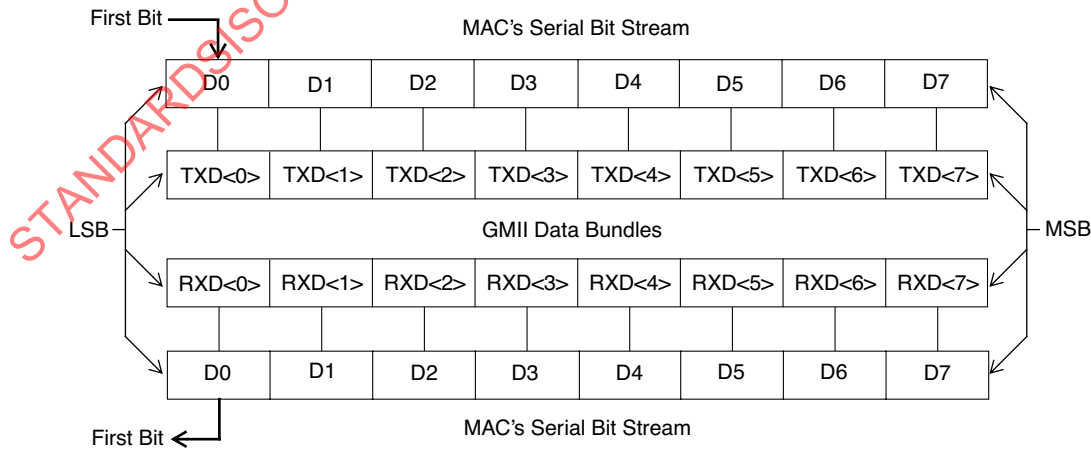 First Bit
MAC's Serial Bit Stream
D0 D1 D2 D3 D4 D5 D6 D7
TXD<0> TXD<1> TXD<2> TXD<3> TXD<4> TXD<5> TXD<6> TXD<7>
LSB GMII Data Bundles MSB
RXD<0> RXD<1> RXD<2> RXD<3> RXD<4> RXD<5> RXD<6> RXD<7>
D0 D1 D2 D3 D4 D5 D6 D7
First Bit MAC's Serial Bit Stream
STANDARDSISO